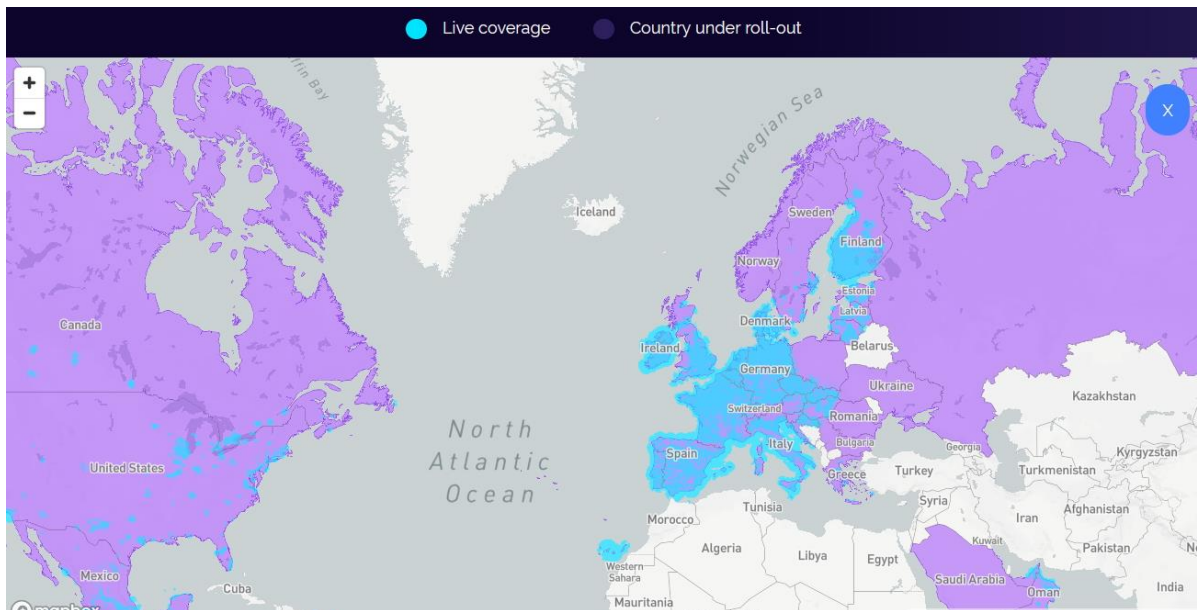 Live coverage
Country under roll-out
+
−
X
ffin Bay
Norwegian Sea
Iceland
Sweden
Finland
Norway
Estonia
Latvia
Canada
Denmark
Ireland
Belarus
Germany
Ukraine
Kazakhstan
Switzerland
Romania
North
Atlantic
Ocean
Italy
Spain
Bulgaria
Georgia
Kyrgyzstan
United States
Greece
Turkey
Turkmenistan
Syria
Afghanistan
Tunisia
Morocco
Iran
Algeria
Libya
Egypt
Kuwait
Pakistan
Western
Sahara
Mexico
Cuba
Saudi Arabia
Oman
India
Mauritania
mapbox